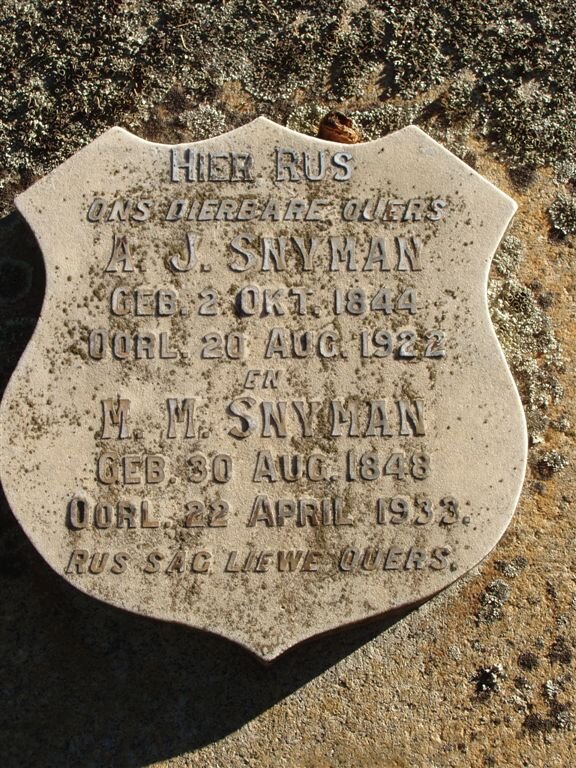 HIER RUS
ONS DIERBARE OUERS
A. J. SNYMAN
GEB. 2 OKT. 1844
OORL. 20 AUG. 1922
EN
M. M. SNYMAN
GEB. 30 AUG. 1848
OORL. 22 APRIL 1933.
RUS SAG LIEWE OUERS.